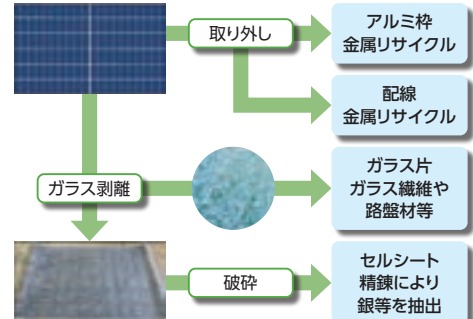 取り外し
アルミ枠
金属リサイクル
配線
金属リサイクル
ガラス剥離
ガラス片
ガラス繊維や
路盤材等
破砕
セルシート
精錬により
銀等を抽出